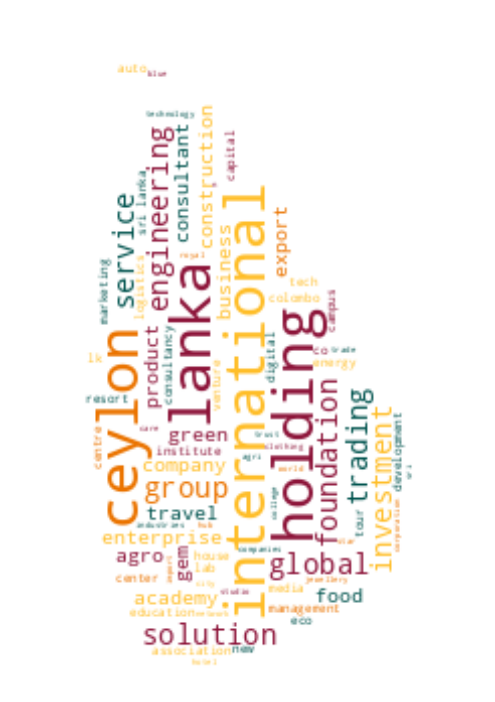 auto
blue
technology
construction
consultant
engineering
capital
sri lanka
service
international
export
business
royal
marketing
logistics
lanka
tech
colombo
campus
holding
ceylon
product
consultancy
digital
co
trade
lk
energy
venture
resort
foundation
trading
investment
development
centre
care
green
trust
institute
clothing
company
agri
world
group
college
travel
tour
corporation
industries
hub
enterprise
companies
agro
gem
house
lab
global
center
export
city
jewellery
academy
studio
media
food
education
network
management
eco
solution
association
new
hotel